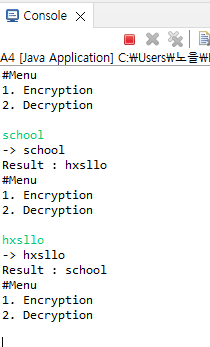 Console
A4 [Java Application] C:￦Users￦노을￦
#Menu
1. Encryption
2. Decryption
school
-> school
Result : hxsllo
#Menu
1. Encryption
2. Decryption
hxsllo
-> hxsllo
Result : school
#Menu
1. Encryption
2. Decryption